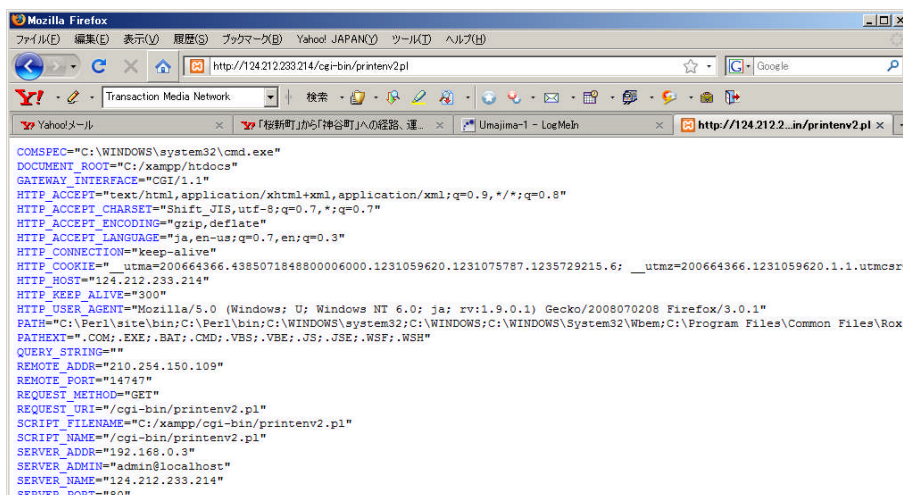 Mozilla Firefox
ファイル(F) 編集(E) 表示(V) 履歴(S) ブックマーク(B) Yahoo! JAPAN(Y) ツール(T) ヘルプ(H)
http://124.212.233.214/cgi-bin/printenv2.pl
Google
Y! Transaction Media Network 検索
Yahoo!メール 「桜新町」から「神谷町」への経路、運... Umajima-1 - LogMeIn http://124.212.2...in/printenv2.pl
COMSPEC="C:\WINDOWS\system32\cmd.exe"
DOCUMENT_ROOT="C:/xampp/htdocs"
GATEWAY_INTERFACE="CGI/1.1"
HTTP_ACCEPT="text/html,application/xhtml+xml,application/xml;q=0.9,*/*;q=0.8"
HTTP_ACCEPT_CHARSET="Shift_JIS,utf-8;q=0.7,*;q=0.7"
HTTP_ACCEPT_ENCODING="gzip,deflate"
HTTP_ACCEPT_LANGUAGE="ja,en-us;q=0.7,en;q=0.3"
HTTP_CONNECTION="keep-alive"
HTTP_COOKIE="__utma=200664366.4385071848800006000.1231059620.1231075787.1235729215.6; __utmz=200664366.1231059620.1.1.utmcsr
HTTP_HOST="124.212.233.214"
HTTP_KEEP_ALIVE="300"
HTTP_USER_AGENT="Mozilla/5.0 (Windows; U; Windows NT 6.0; ja; rv:1.9.0.1) Gecko/2008070208 Firefox/3.0.1"
PATH="C:\Perl\site\bin;C:\Perl\bin;C:\WINDOWS\system32;C:\WINDOWS;C:\WINDOWS\System32\Wbem;C:\Program Files\Common Files\Rox
PATHEXT=".COM;.EXE;.BAT;.CMD;.VBS;.VBE;.JS;.JSE;.WSF;.WSH"
QUERY_STRING=""
REMOTE_ADDR="210.254.150.109"
REMOTE_PORT="14747"
REQUEST_METHOD="GET"
REQUEST_URI="/cgi-bin/printenv2.pl"
SCRIPT_FILENAME="C:/xampp/cgi-bin/printenv2.pl"
SCRIPT_NAME="/cgi-bin/printenv2.pl"
SERVER_ADDR="192.168.0.3"
SERVER_ADMIN="admin@localhost"
SERVER_NAME="124.212.233.214"
SERVER_PORT="80"